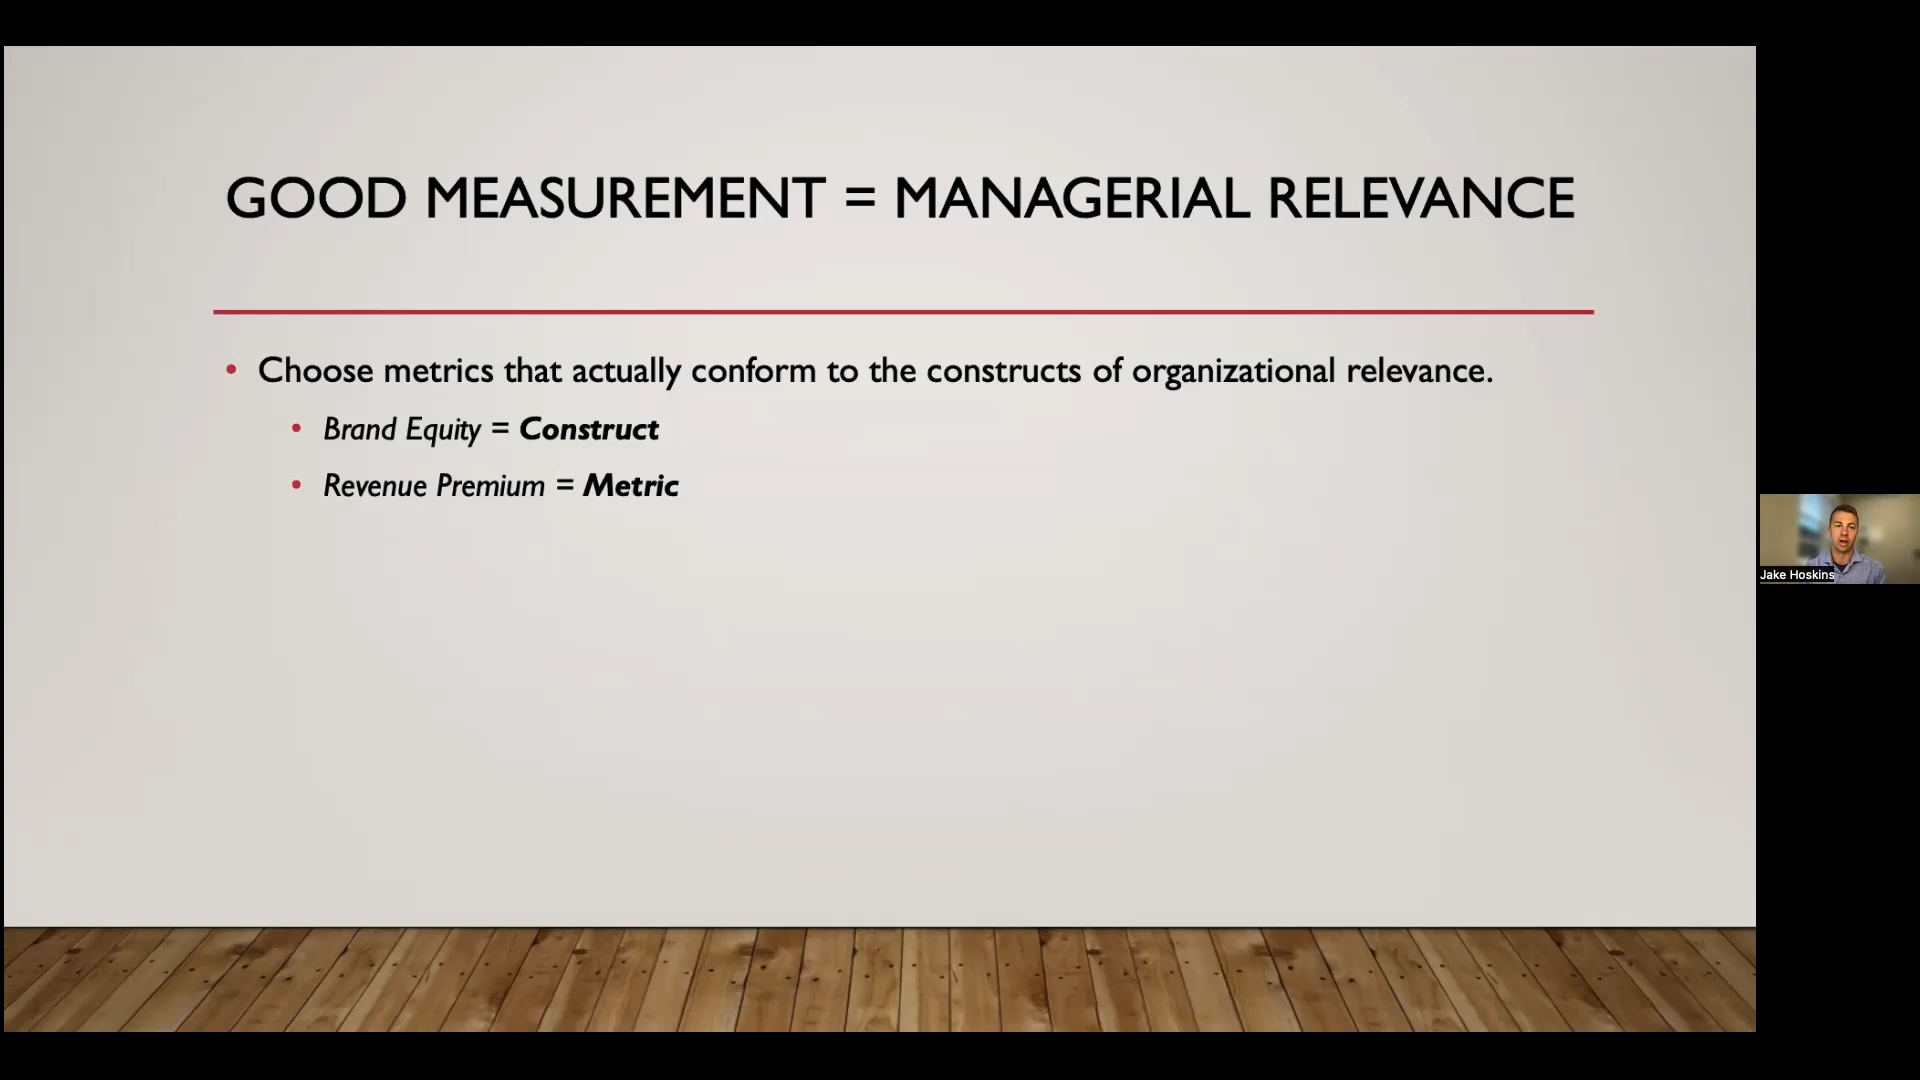 GOOD MEASUREMENT = MANAGERIAL RELEVANCE
• Choose metrics that actually conform to the constructs of organizational relevance.
• Brand Equity = Construct
• Revenue Premium = Metric
Jake Hoskins